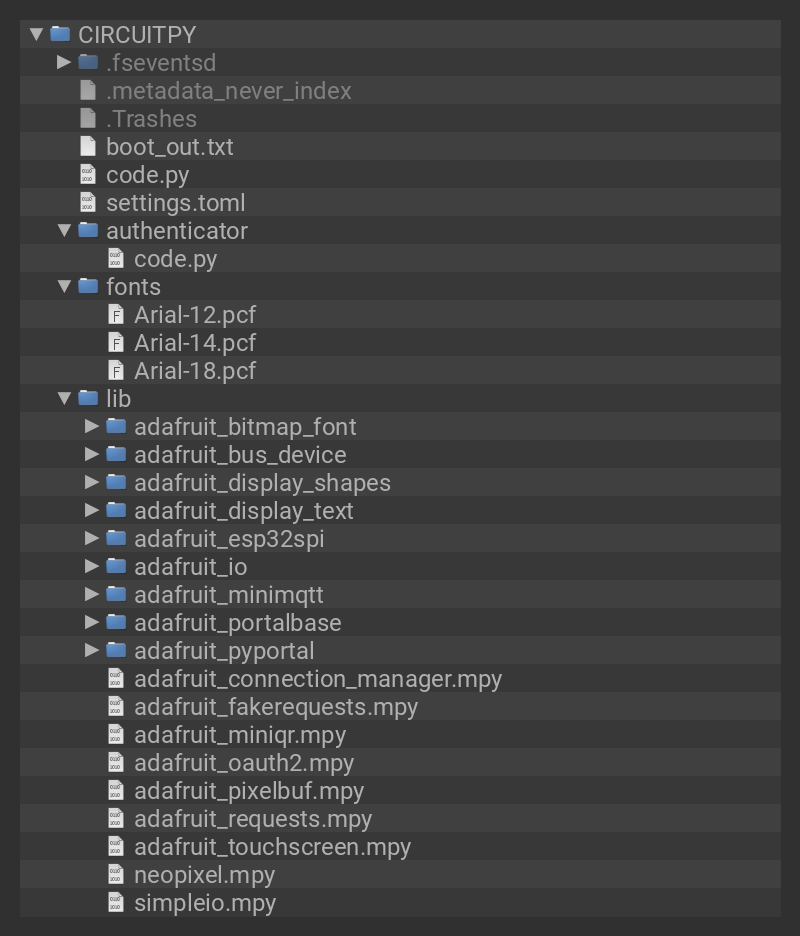 CIRCUITPY
.fseventsd
.metadata_never_index
.Trashes
boot_out.txt
code.py
settings.toml
authenticator
code.py
fonts
Arial-12.pcf
Arial-14.pcf
Arial-18.pcf
lib
adafruit_bitmap_font
adafruit_bus_device
adafruit_display_shapes
adafruit_display_text
adafruit_esp32spi
adafruit_io
adafruit_minimqtt
adafruit_portalbase
adafruit_pyportal
adafruit_connection_manager.mpy
adafruit_fakerequests.mpy
adafruit_miniqr.mpy
adafruit_oauth2.mpy
adafruit_pixelbuf.mpy
adafruit_requests.mpy
adafruit_touchscreen.mpy
neopixel.mpy
simpleio.mpy